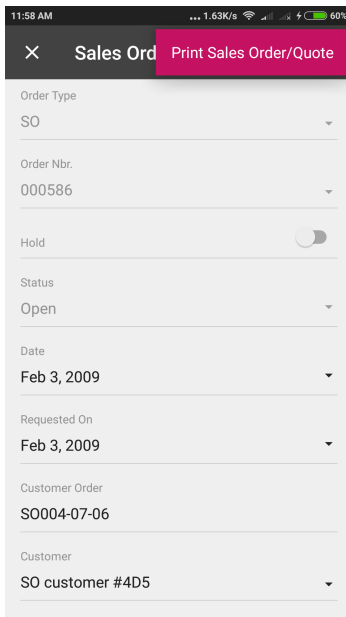 11:58 AM ... 1.63K/s 60%
Sales Ord Print Sales Order/Quote
Order Type
SO
Order Nbr.
000586
Hold
Status
Open
Date
Feb 3, 2009
Requested On
Feb 3, 2009
Customer Order
SO004-07-06
Customer
SO customer #4D5